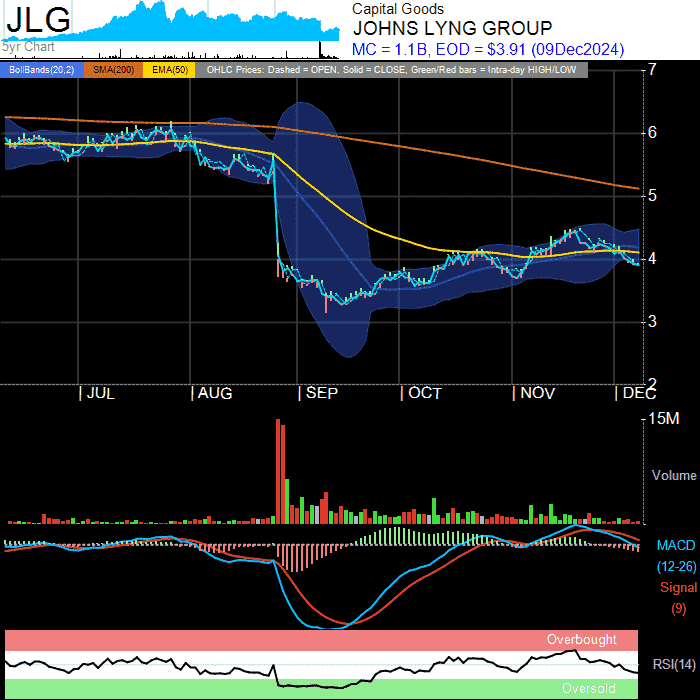 JLG
5yr Chart
Capital Goods
JOHNS LYNG GROUP
MC = 1.1B, EOD = $3.91 (09Dec2024)
BollBands(20,2) SMA(200) EMA(50) OHLC Prices: Dashed = OPEN, Solid = CLOSE, Green/Red bars = Intra-day HIGH/LOW
7
6
5
4
3
2
| JUL | AUG | SEP | OCT | NOV | DEC
15M
Volume
MACD
(12-26)
Signal
(9)
Overbought
RSI(14)
Oversold